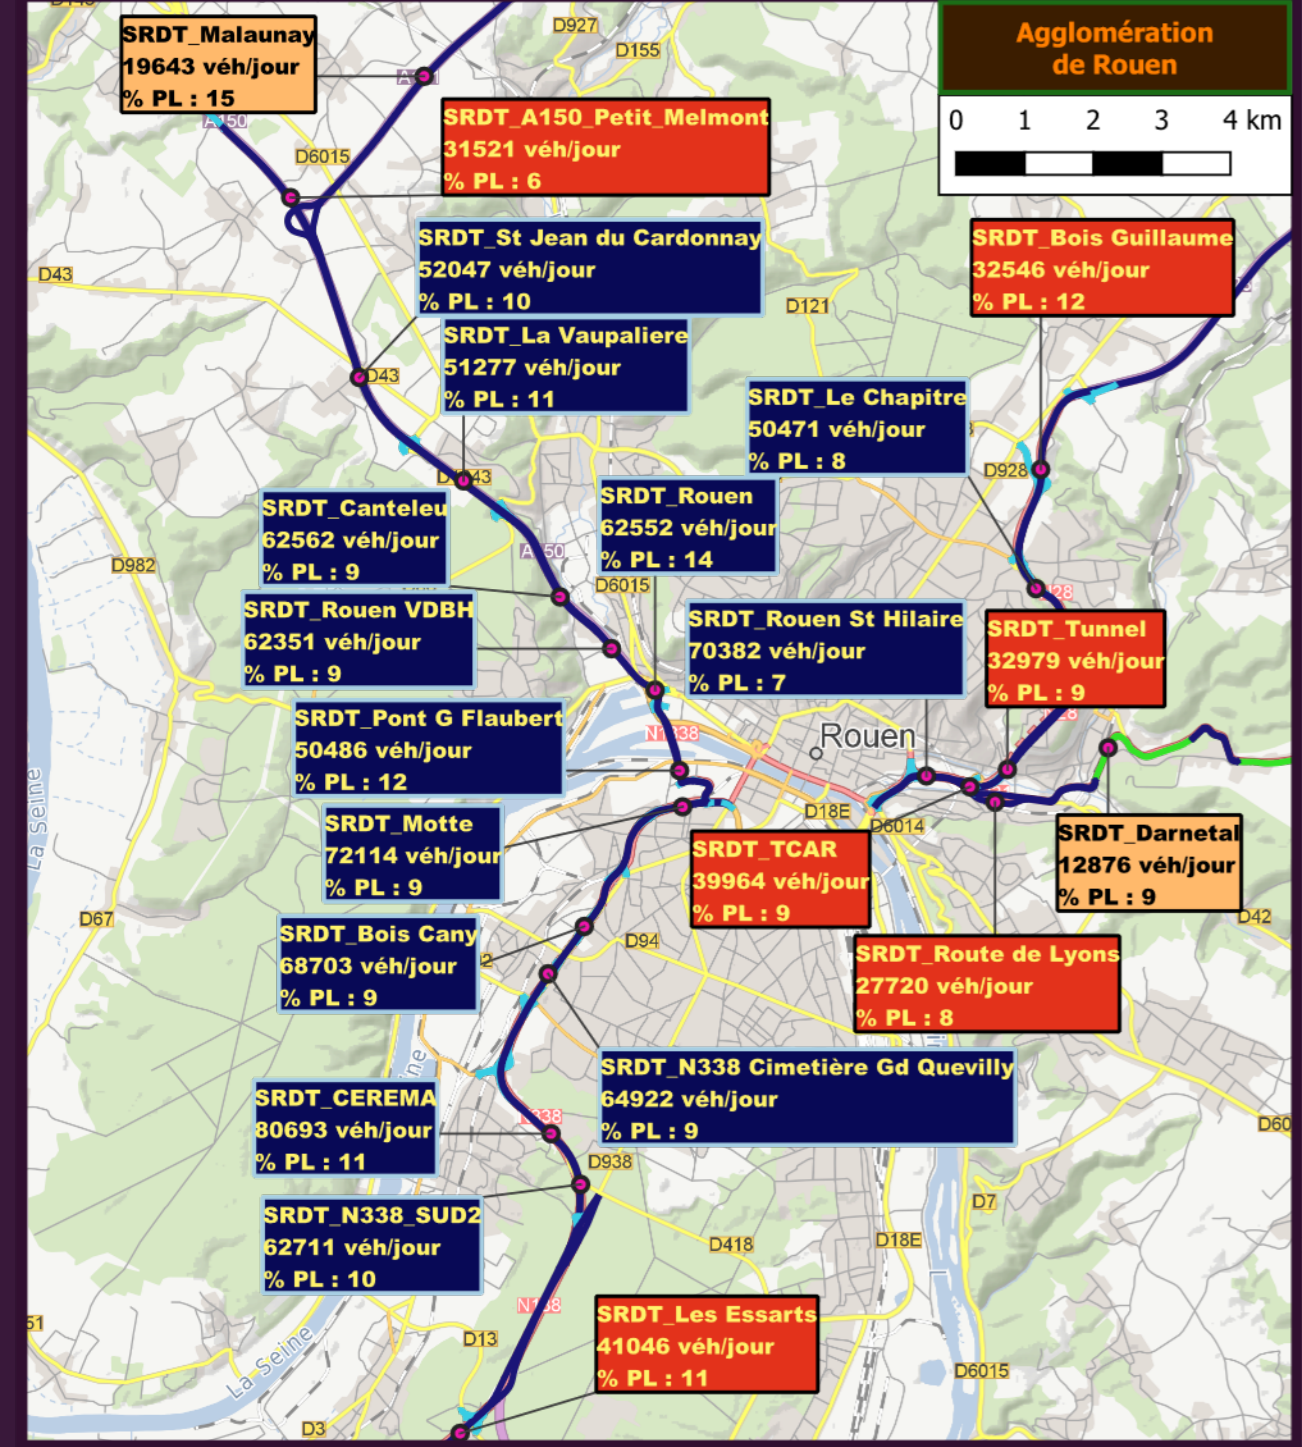 Agglomération
de Rouen
0 1 2 3 4 km
SRDT_Malaunay
19643 véh/jour
% PL : 15
D927
D155
A150
D6015
SRDT_A150_Petit_Melmont
31521 véh/jour
% PL : 6
SRDT_St Jean du Cardonnay
52047 véh/jour
% PL : 10
SRDT_Bois Guillaume
32546 véh/jour
% PL : 12
D43
D121
SRDT_La Vaupaliere
51277 véh/jour
% PL : 11
D43
SRDT_Le Chapitre
50471 véh/jour
% PL : 8
D928
SRDT_Canteleu
62562 véh/jour
% PL : 9
SRDT_Rouen
62552 véh/jour
% PL : 14
D982
D6015
SRDT_Rouen VDBH
62351 véh/jour
% PL : 9
SRDT_Rouen St Hilaire
70382 véh/jour
% PL : 7
SRDT_Tunnel
32979 véh/jour
% PL : 9
SRDT_Pont G Flaubert
50486 véh/jour
% PL : 12
Rouen
La Seine
SRDT_Motte
72114 véh/jour
% PL : 9
D18E
D6014
SRDT_TCAR
39964 véh/jour
% PL : 9
SRDT_Darnetal
12876 véh/jour
% PL : 9
D67
D42
SRDT_Bois Cany
68703 véh/jour
% PL : 9
D94
SRDT_Route de Lyons
27720 véh/jour
% PL : 8
SRDT_N338 Cimetière Gd Quevilly
64922 véh/jour
% PL : 9
SRDT_CEREMA
80693 véh/jour
% PL : 11
D60
D938
SRDT_N338_SUD2
62711 véh/jour
% PL : 10
D7
D418
D18E
SRDT_Les Essarts
41046 véh/jour
% PL : 11
D13
La Seine
D6015
D3